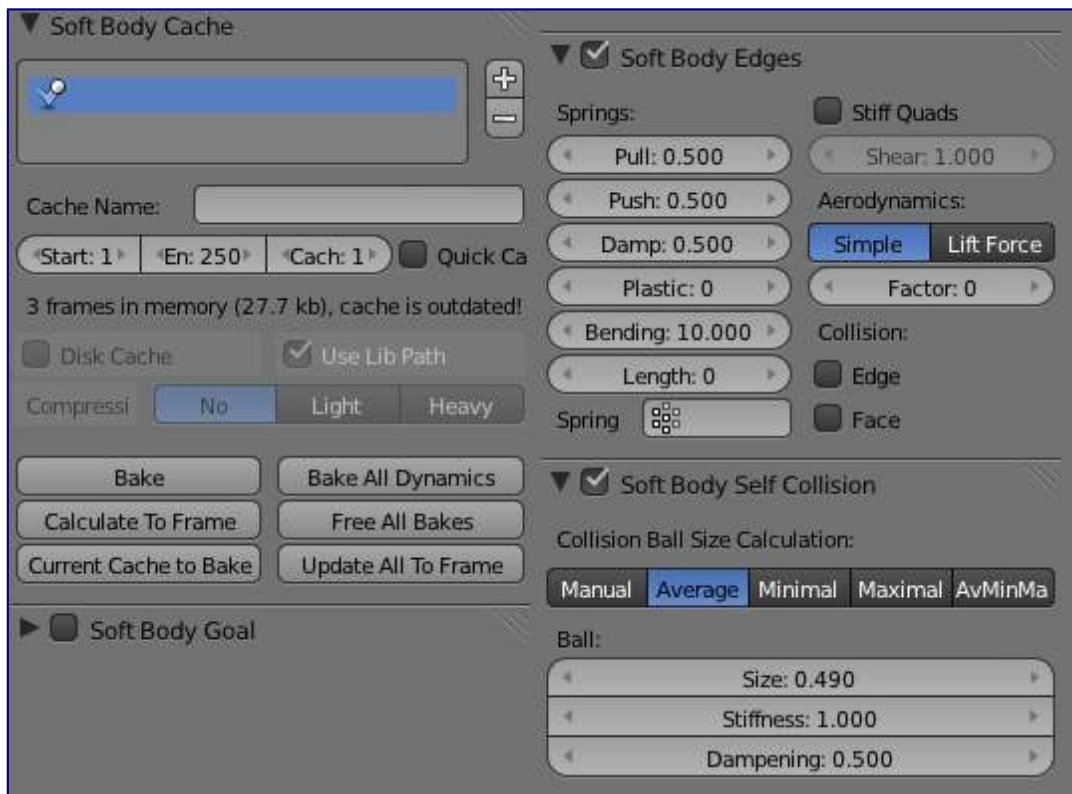 Soft Body Cache
Cache Name:
Start: 1 En: 250 Cach: 1 Quick Ca
3 frames in memory (27.7 kb), cache is outdated!
Disk Cache Use Lib Path
Compressi No Light Heavy
Bake Bake All Dynamics
Calculate To Frame Free All Bakes
Current Cache to Bake Update All To Frame
Soft Body Goal
Soft Body Edges
Springs: Stiff Quads
Pull: 0.500 Shear: 1.000
Push: 0.500 Aerodynamics:
Damp: 0.500 Simple Lift Force
Plastic: 0 Factor: 0
Bending: 10.000 Collision:
Length: 0 Edge
Spring Face
Soft Body Self Collision
Collision Ball Size Calculation:
Manual Average Minimal Maximal AvMinMa
Ball:
Size: 0.490
Stiffness: 1.000
Dampening: 0.500